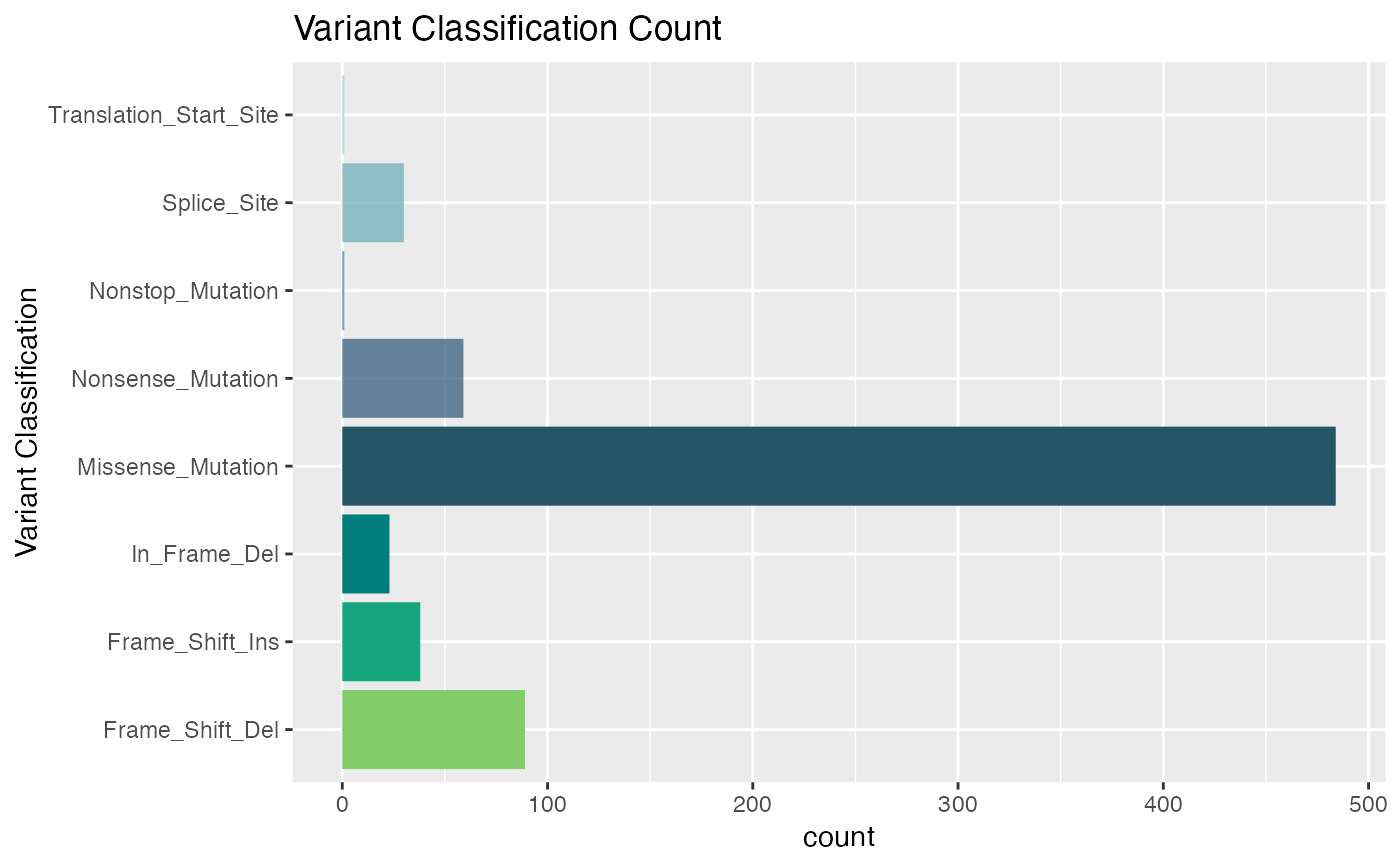 Variant Classification Count
Translation_Start_Site
Splice_Site
Nonstop_Mutation
Nonsense_Mutation
Missense_Mutation
In_Frame_Del
Frame_Shift_Ins
Frame_Shift_Del
Variant Classification
0 100 200 300 400 500
count